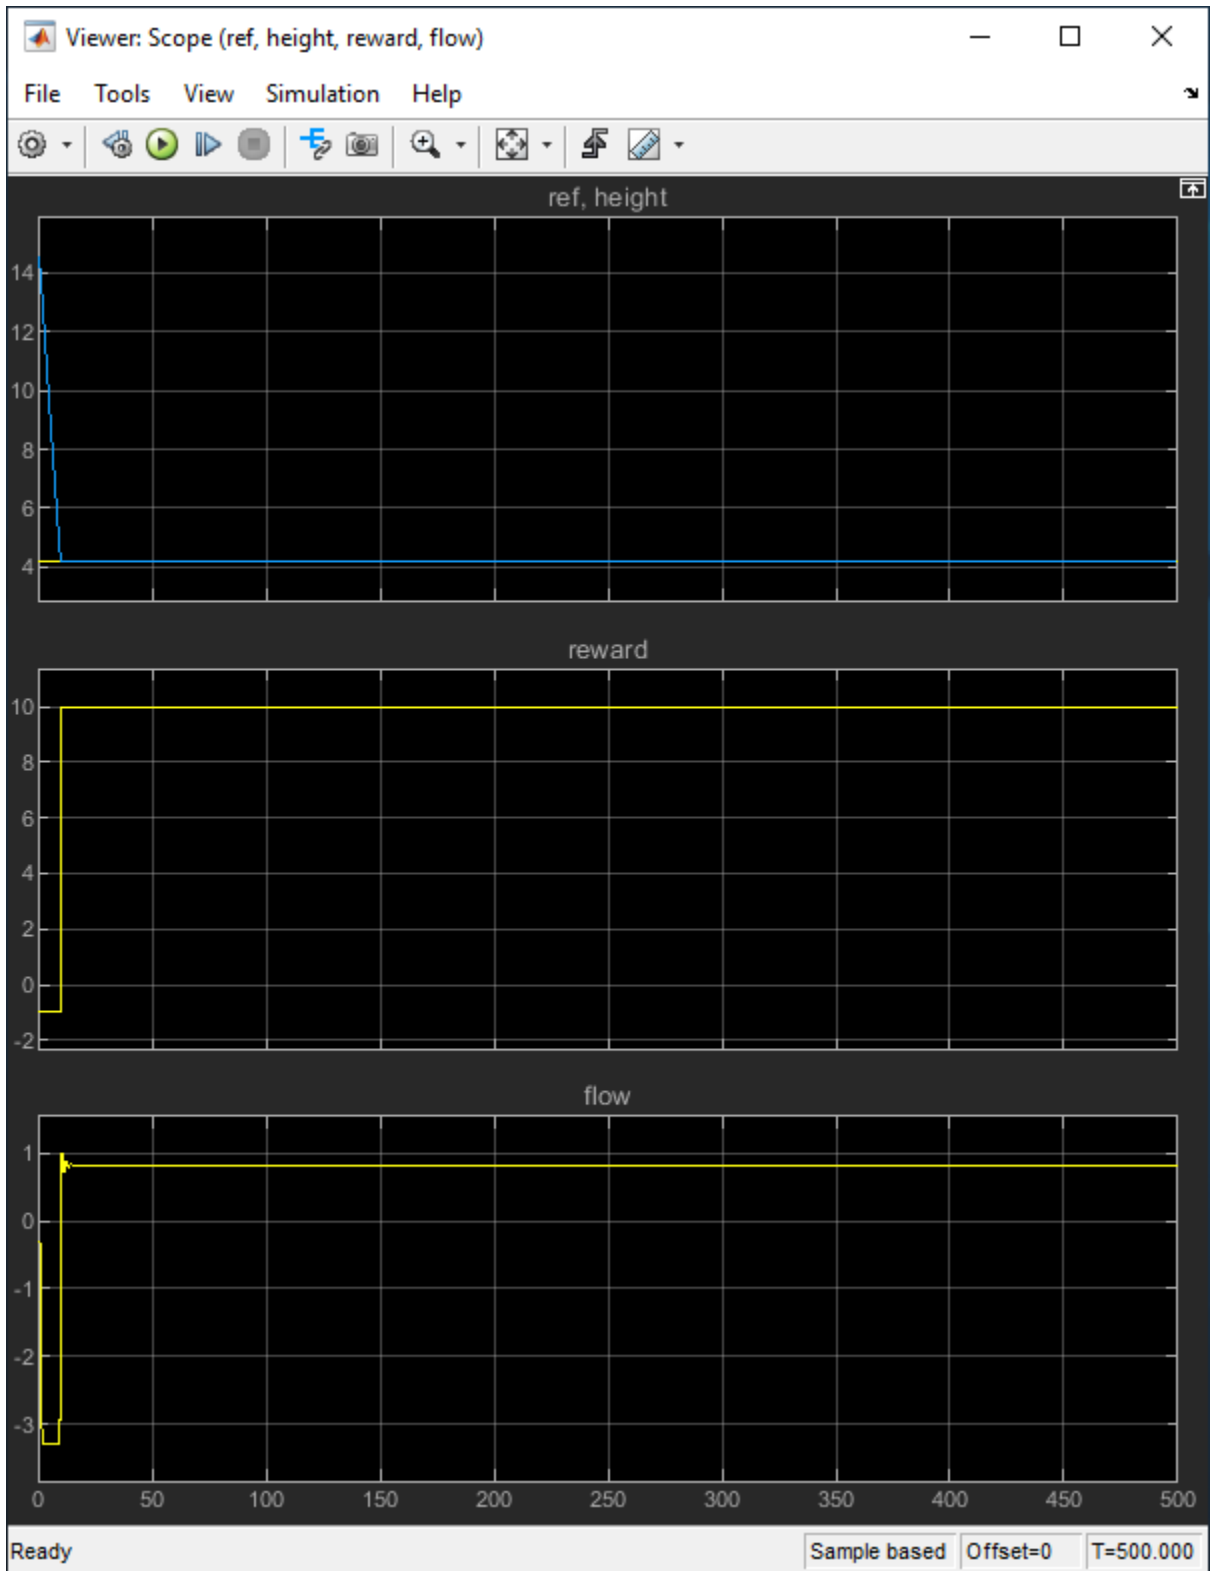 Viewer: Scope (ref, height, reward, flow)
File Tools View Simulation Help
ref, height
14
12
10
8
6
4
reward
10
8
6
4
2
0
-2
flow
1
0
-1
-2
-3
0 50 100 150 200 250 300 350 400 450 500
Ready Sample based Offset=0 T=500.000